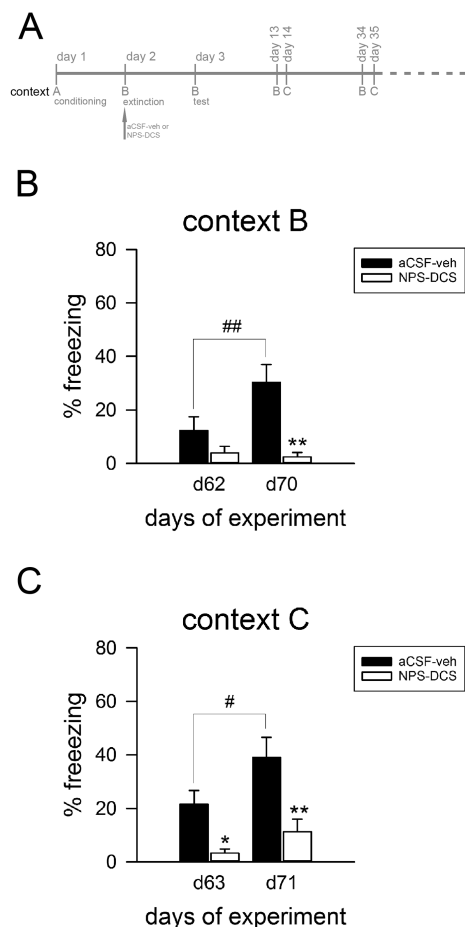 A
day 1 day 2 day 3 day 13 day 14 day 34 day 35
context A B B B C B C
conditioning extinction test
aCSF-veh or
NPS-DCS
B
context B
aCSF-veh
NPS-DCS
80
60
40
20
0
% freeezing
##
**
d62 d70
days of experiment
C
context C
aCSF-veh
NPS-DCS
80
60
40
20
0
% freeezing
#
*
**
d63 d71
days of experiment